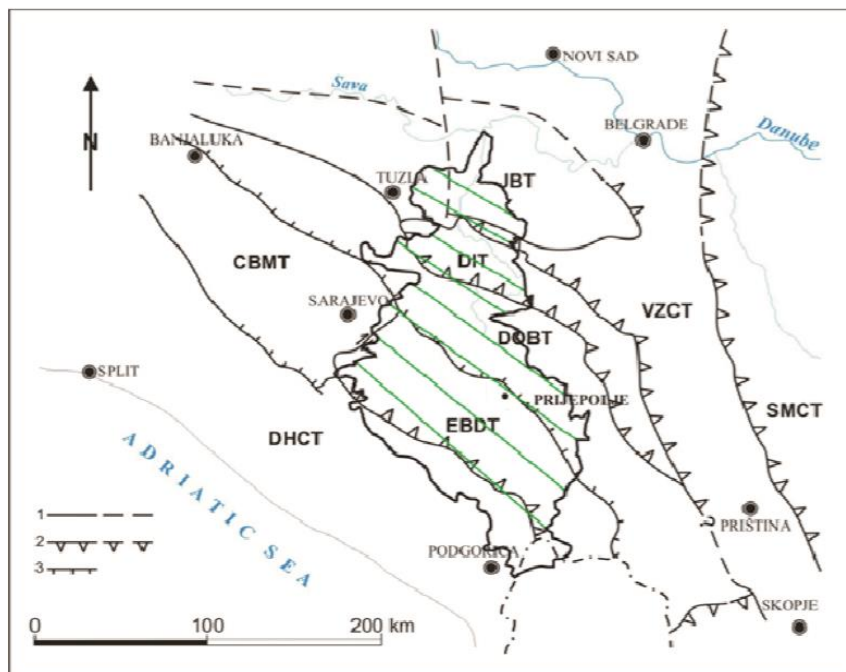 NOVI SAD
Sava
BELGRADE
Danube
N
BANJALUKA
TUZLA
JBT
CBMT
DIT
SARAJEVO
DOBT
VZCT
SPLIT
PRIJEPOLJE
SMCT
EBDT
DHCT
ADRIATIC SEA
1
2
3
PRIŠTINA
?
PODGORICA
SKOPJE
0 100 200 km